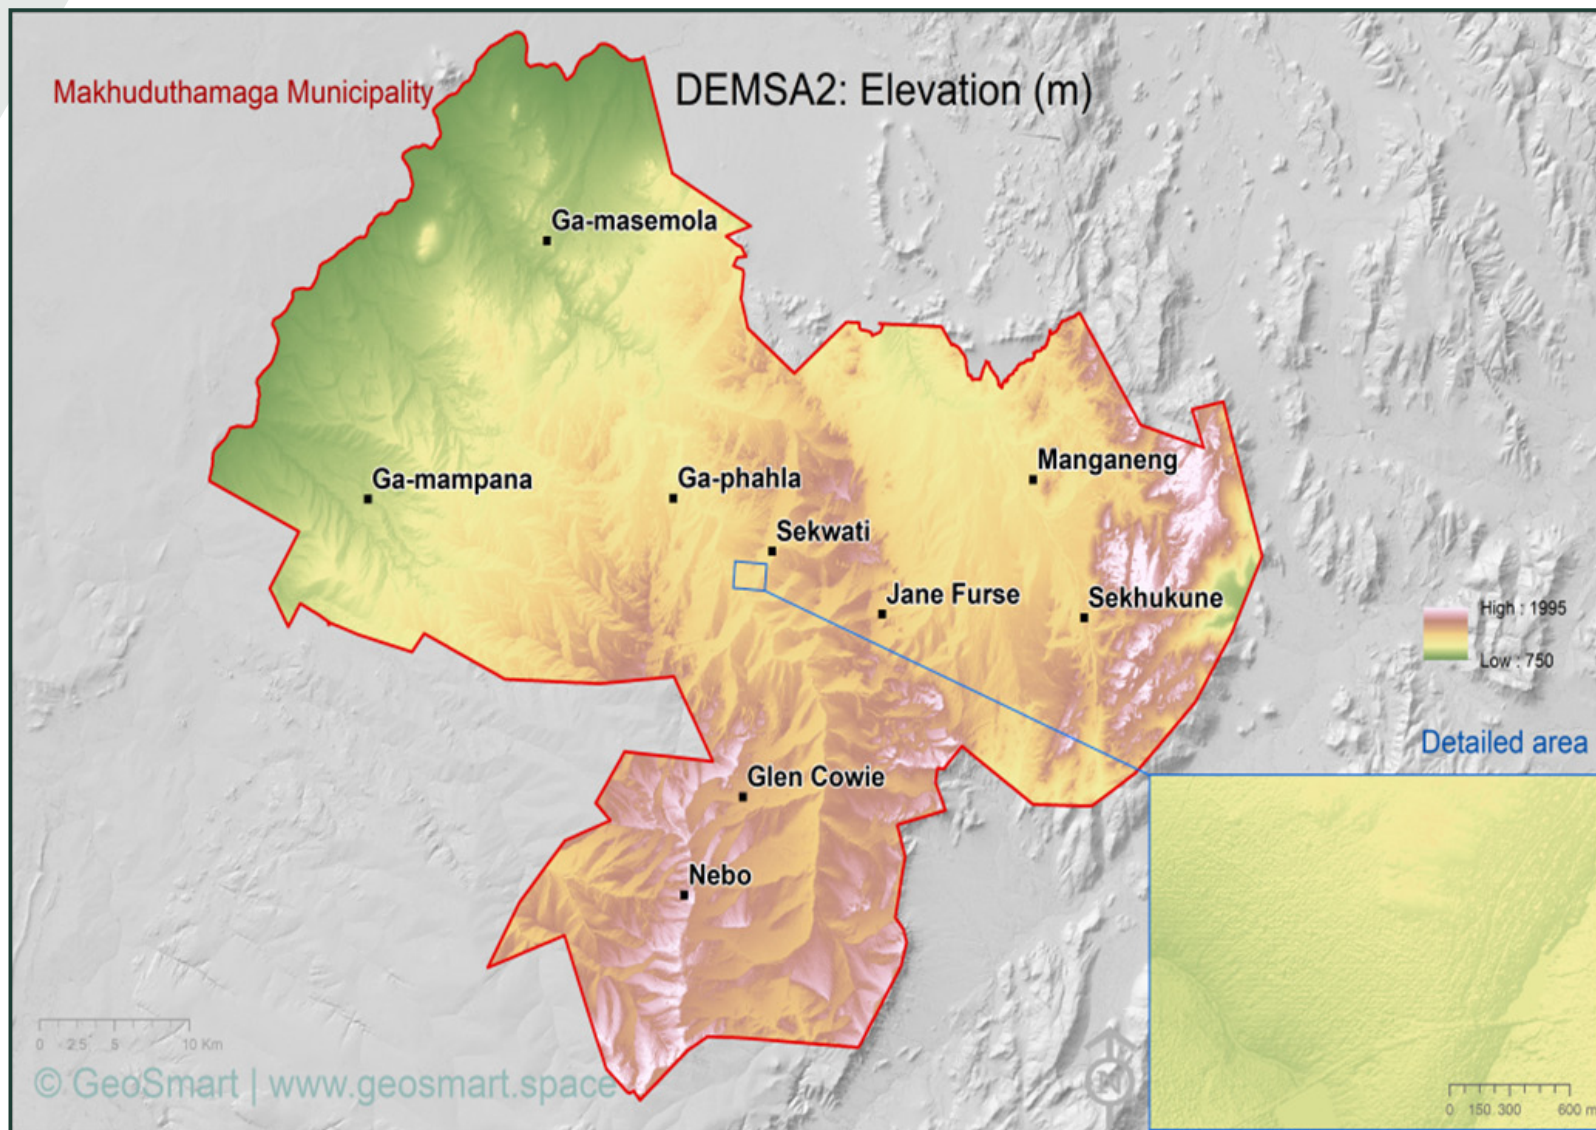 Makhuduthamaga Municipality
DEMSA2: Elevation (m)
Ga-masemola
Ga-mampana
Ga-phahla
Manganeng
Sekwati
Jane Furse
Sekhukune
High : 1995
Low : 750
Detailed area
Glen Cowie
Nebo
0 2.5 5 10 Km
© GeoSmart | www.geosmart.space
N
0 150 300 600 m